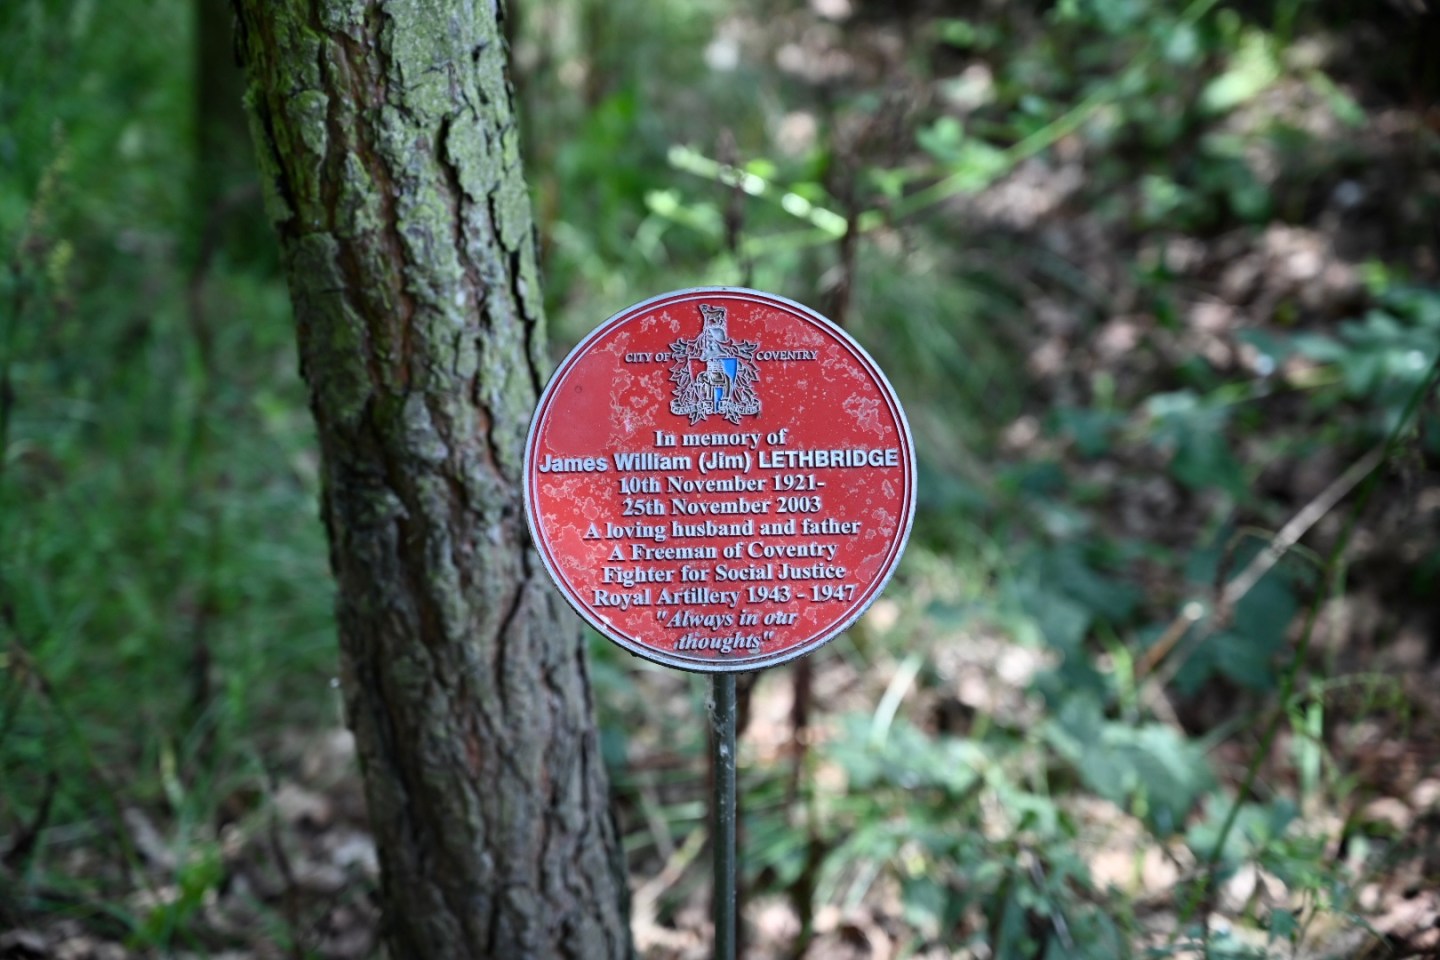 CITY OF COVENTRY
In memory of
James William (Jim) LETHBRIDGE
10th November 1921-
25th November 2003
A loving husband and father
A Freeman of Coventry
Fighter for Social Justice
Royal Artillery 1943 - 1947
"Always in our
thoughts"